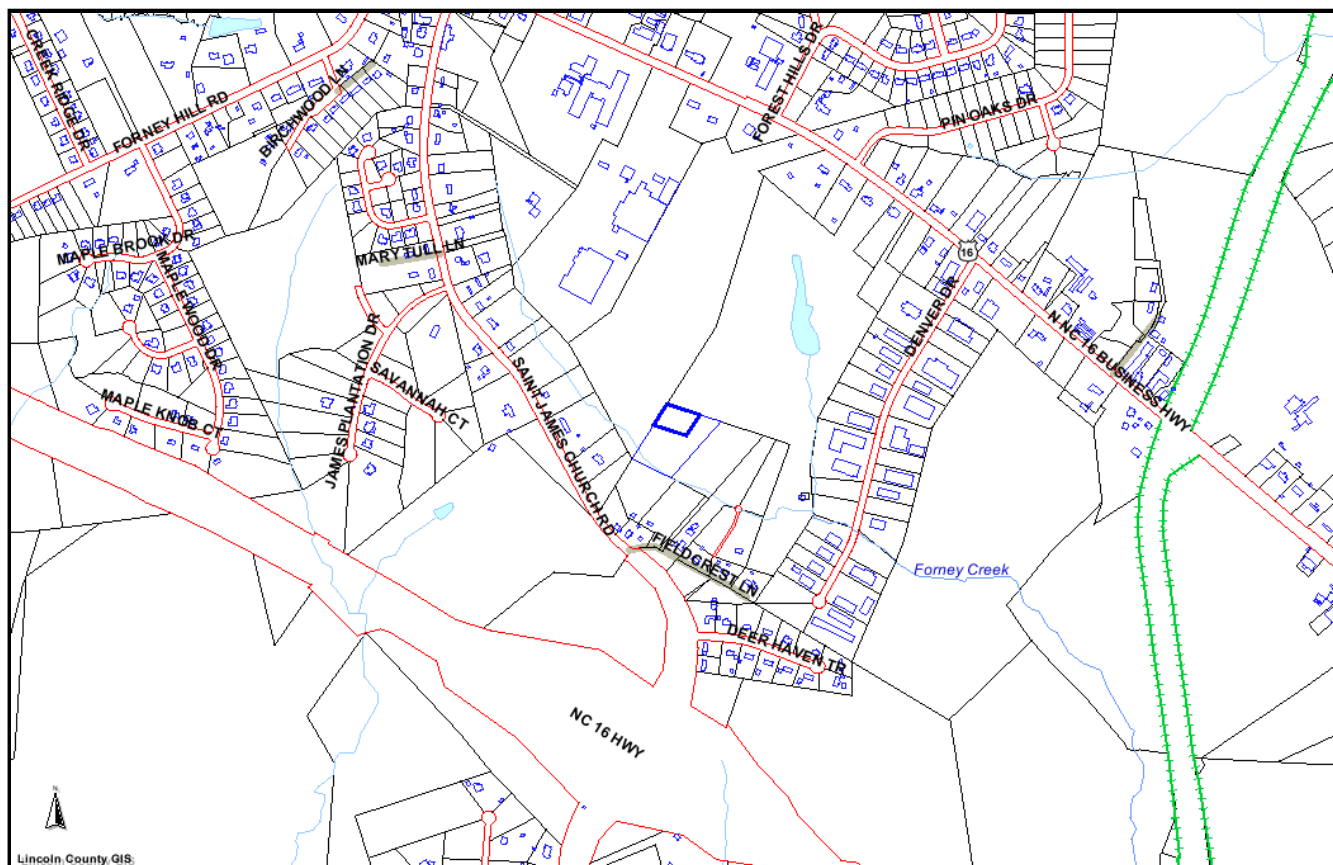 CREEK RIDGE DR
FORNEY HILL RD
BIRCHWOOD LN
FOREST HILLS DR
PIN OAKS DR
MAPLE BROOK DR
MAPLEWOOD DR
MARY TULL LN
16
DENVER DR
N NC 16 BUSINESS HWY
JAMES PLANTATION DR
SAVANNAH CT
SAINT JAMES CHURCH RD
MAPLE KNOB CT
FIELDCREST LN
Forney Creek
DEER HAVEN TR
NC 16 HWY
N
Lincoln County GIS